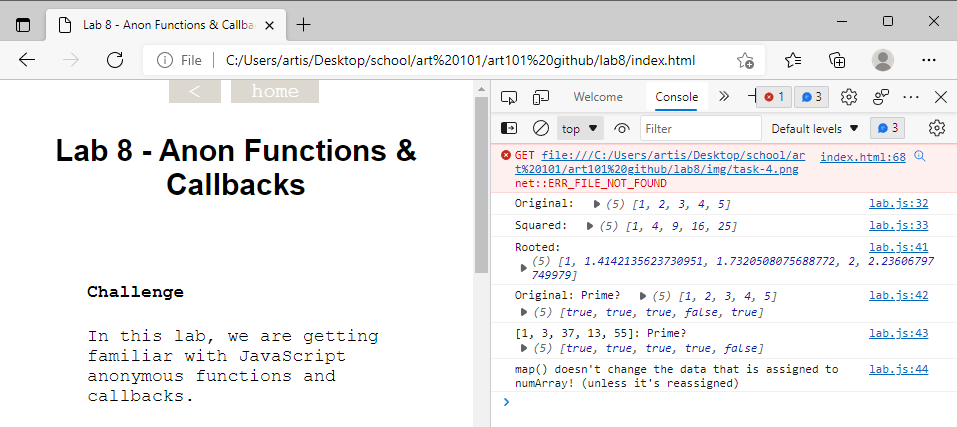 Lab 8 - Anon Functions & Callba
File
C:/Users/artis/Desktop/school/art%20101/art101%20github/lab8/index.html
< home
Lab 8 - Anon Functions &
Callbacks
Challenge
In this lab, we are getting
familiar with JavaScript
anonymous functions and
callbacks.
Welcome Console 1 3
top Filter Default levels 3
GET file:///C:/Users/artis/Desktop/school/ar index.html:68
t%20101/art101%20github/lab8/img/task-4.png
net::ERR_FILE_NOT_FOUND
Original: (5) [1, 2, 3, 4, 5] lab.js:32
Squared: (5) [1, 4, 9, 16, 25] lab.js:33
Rooted: lab.js:41
(5) [1, 1.4142135623730951, 1.7320508075688772, 2, 2.23606797
749979]
Original: Prime? (5) [1, 2, 3, 4, 5] lab.js:42
(5) [true, true, true, false, true]
[1, 3, 37, 13, 55]: Prime? lab.js:43
(5) [true, true, true, true, false]
map() doesn't change the data that is assigned to lab.js:44
numArray! (unless it's reassigned)